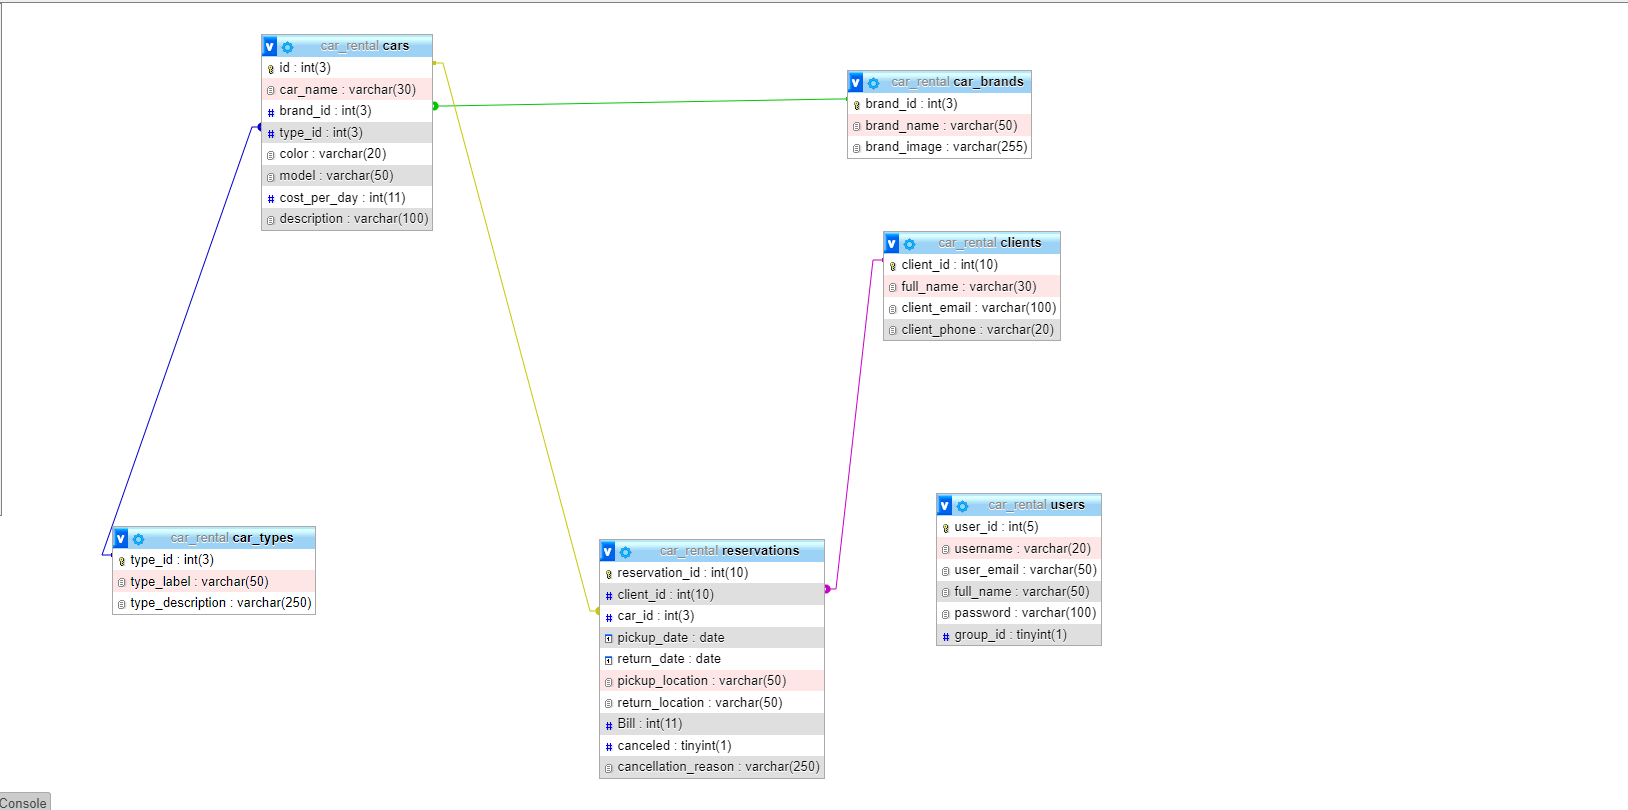 car_rental cars
id : int(3)
car_name : varchar(30)
brand_id : int(3)
type_id : int(3)
color : varchar(20)
model : varchar(50)
cost_per_day : int(11)
description : varchar(100)
car_rental car_brands
brand_id : int(3)
brand_name : varchar(50)
brand_image : varchar(255)
car_rental clients
client_id : int(10)
full_name : varchar(30)
client_email : varchar(100)
client_phone : varchar(20)
car_rental car_types
type_id : int(3)
type_label : varchar(50)
type_description : varchar(250)
car_rental reservations
reservation_id : int(10)
client_id : int(10)
car_id : int(3)
pickup_date : date
return_date : date
pickup_location : varchar(50)
return_location : varchar(50)
Bill : int(11)
canceled : tinyint(1)
cancellation_reason : varchar(250)
car_rental users
user_id : int(5)
username : varchar(20)
user_email : varchar(50)
full_name : varchar(50)
password : varchar(100)
group_id : tinyint(1)
Console